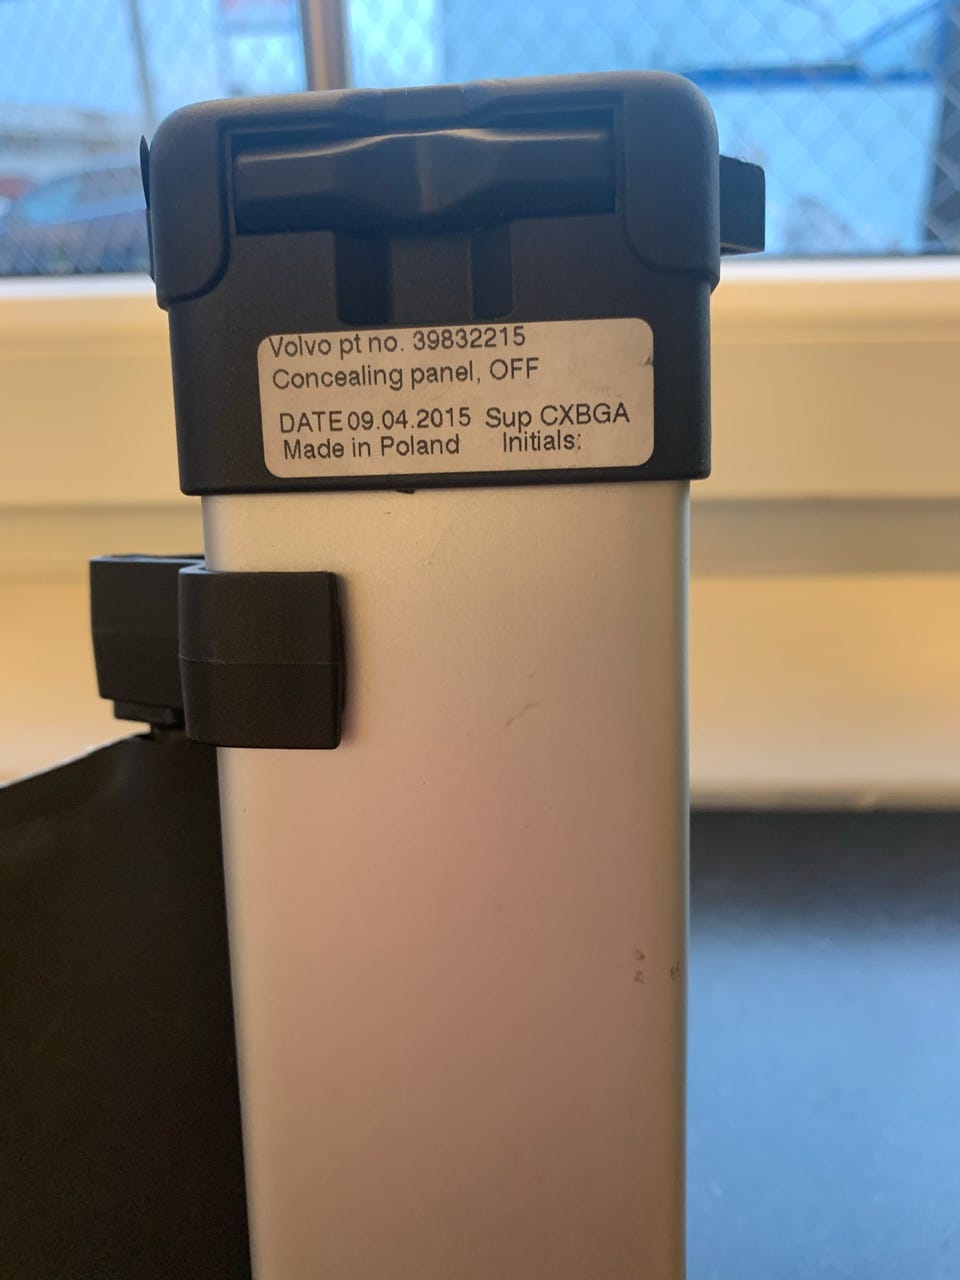 Volvo pt no. 39832215
Concealing panel, OFF
DATE 09.04.2015 Sup CXBGA
Made in Poland Initials: